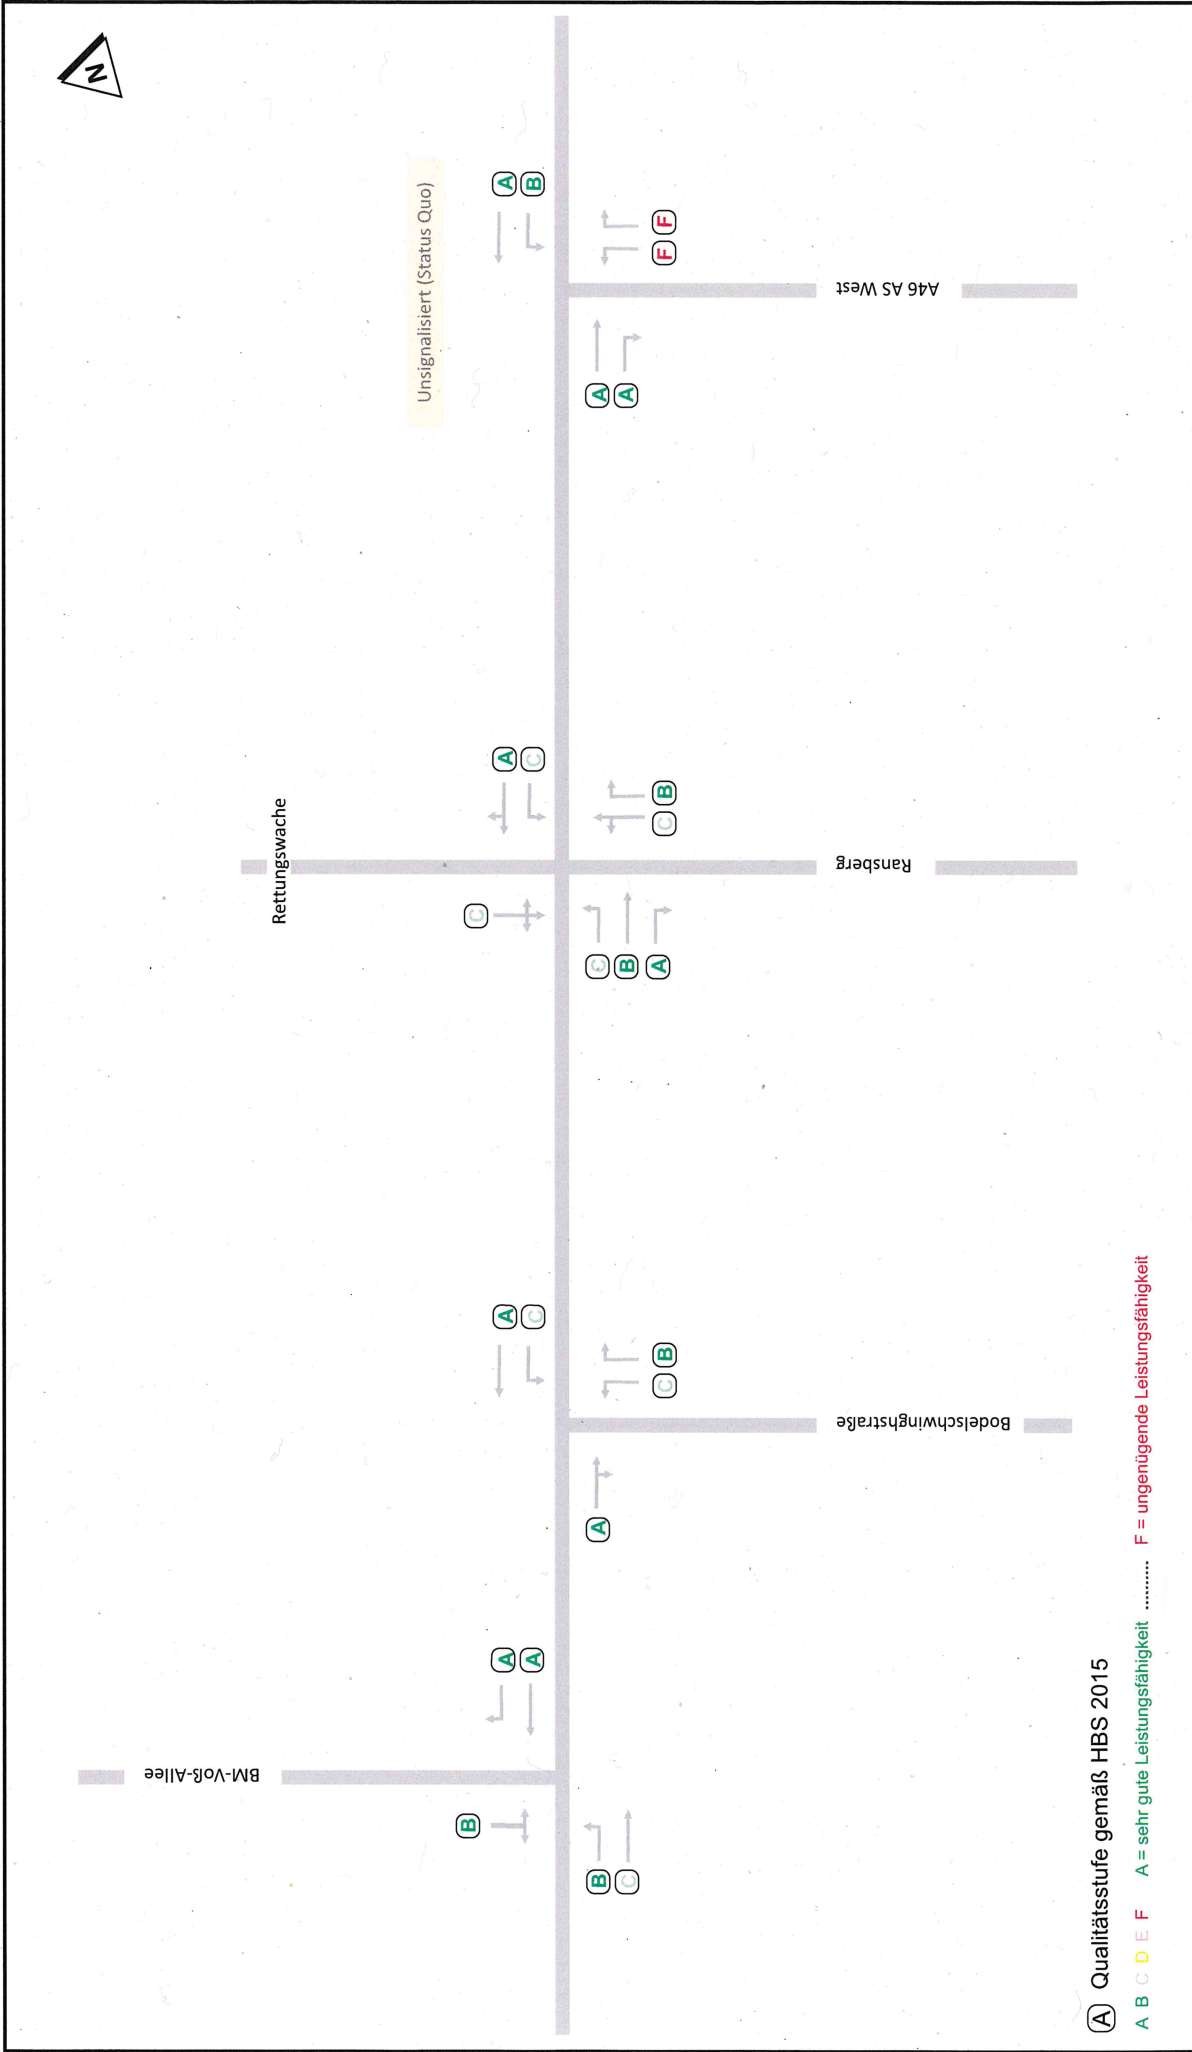 N
BM-Voß-Allee
B
A
A
B
C
A
C
A
C B
Bodelschwinghstraße
Rettungswache
C
A
C
C
B
A
C B
Ransberg
Unsignalisiert (Status Quo)
A
B
A
A
F F
A46 AS West
A Qualitätsstufe gemäß HBS 2015
A B C D E F A = sehr gute Leistungsfähigkeit .......... F = ungenügende Leistungsfähigkeit